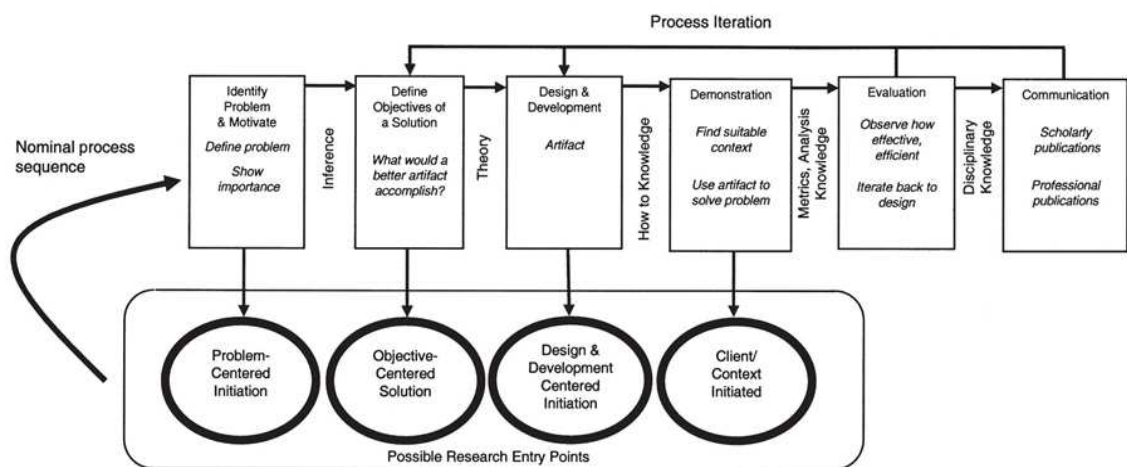 Process Iteration
Nominal process
sequence
Identify
Problem
& Motivate
Define problem
Show
importance
Inference
Define
Objectives of
a Solution
What would a
better artifact
accomplish?
Theory
Design &
Development
Artifact
How to Knowledge
Demonstration
Find suitable
context
Use artifact to
solve problem
Metrics, Analysis
Knowledge
Evaluation
Observe how
effective,
efficient
Iterate back to
design
Disciplinary
Knowledge
Communication
Scholarly
publications
Professional
publications
Problem-
Centered
Initiation
Objective-
Centered
Solution
Design &
Development
Centered
Initiation
Client/
Context
Initiated
Possible Research Entry Points